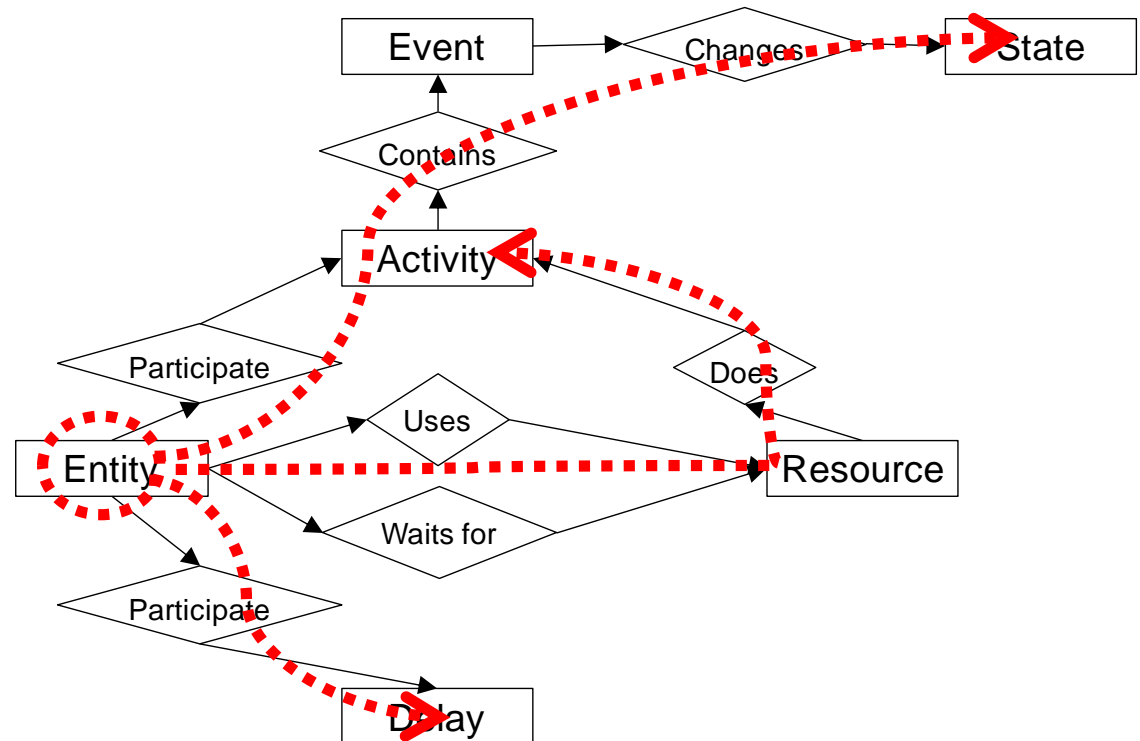 Event
Changes
State
Contains
Activity
Participate
Does
Uses
Entity
Resource
Waits for
Participate
Delay